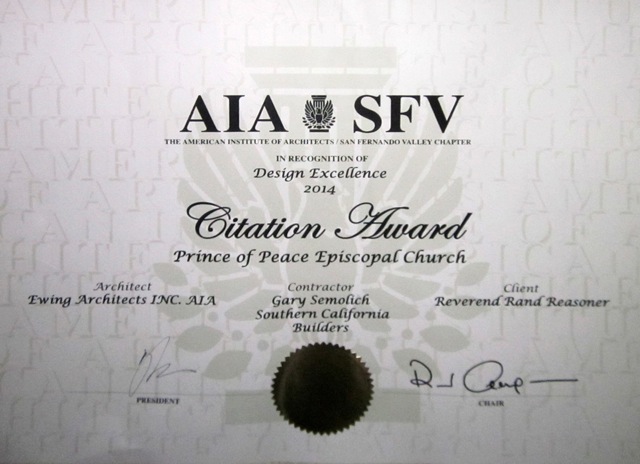 AIA SFV
THE AMERICAN INSTITUTE OF ARCHITECTS / SAN FERNANDO VALLEY CHAPTER
IN RECOGNITION OF
Design Excellence
2014
Citation Award
Prince of Peace Episcopal Church
Architect
Ewing Architects INC. AIA
Contractor
Gary Semolich
Southern California
Builders
Client
Reverend Rand Reasoner
PRESIDENT
CHAIR